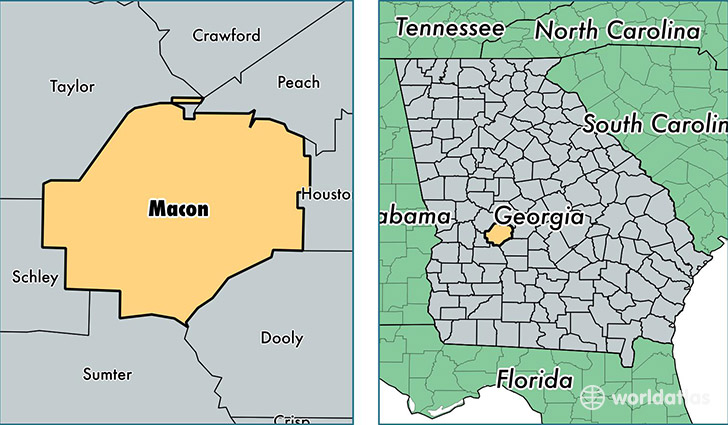 Crawford
Taylor
Peach
Housto
Macon
Schley
Dooly
Sumter
Crisp
Tennessee
North Carolina
South Carolin
abama
Georgia
Florida
worldatlas